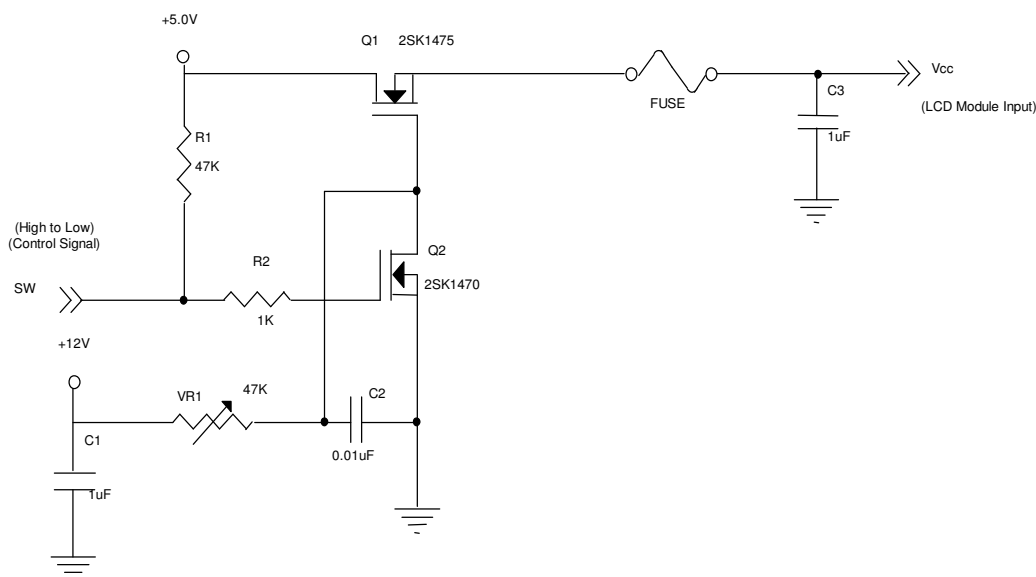 +5.0V
Q1 2SK1475
Vcc
C3
FUSE
(LCD Module Input)
R1
1uF
47K
(High to Low)
(Control Signal)
Q2
R2
SW
2SK1470
1K
+12V
VR1
47K
C2
C1
0.01uF
1uF